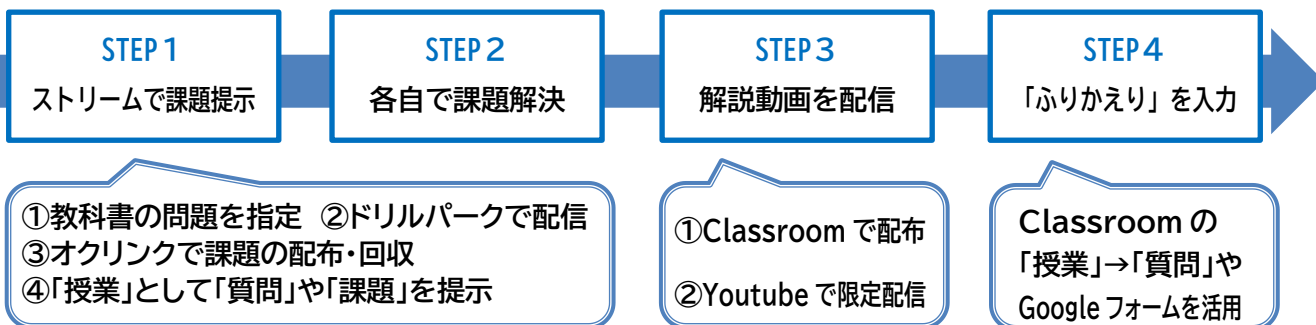 STEP1
ストリームで課題提示
STEP2
各自で課題解決
STEP3
解説動画を配信
STEP4
「ふりかえり」を入力
①教科書の問題を指定 ②ドリルパークで配信
③オクリンクで課題の配布・回収
④「授業」として「質問」や「課題」を提示
①Classroom で配布
②Youtube で限定配信
Classroom の
「授業」→「質問」や
Google フォームを活用